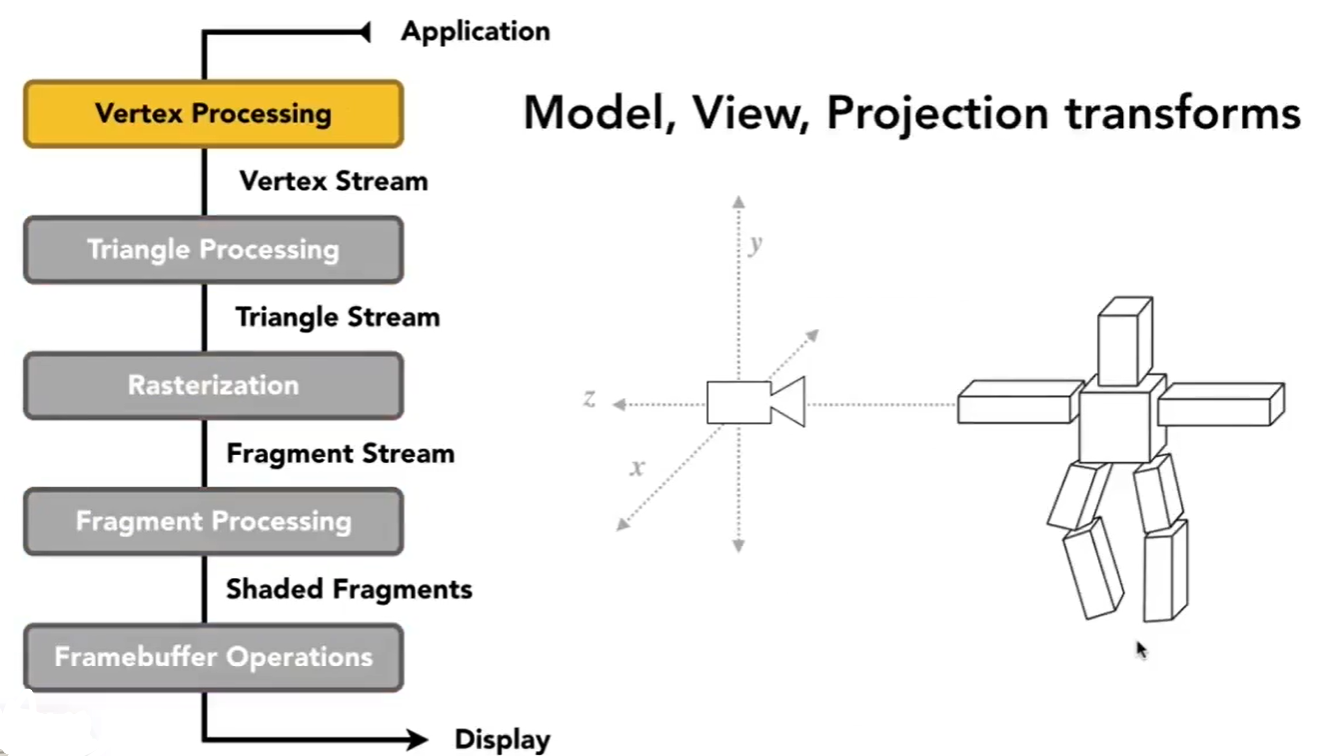 Application
Vertex Processing
Model, View, Projection transforms
Vertex Stream
y
Triangle Processing
Triangle Stream
Rasterization
z
Fragment Stream
x
Fragment Processing
Shaded Fragments
Framebuffer Operations
Display